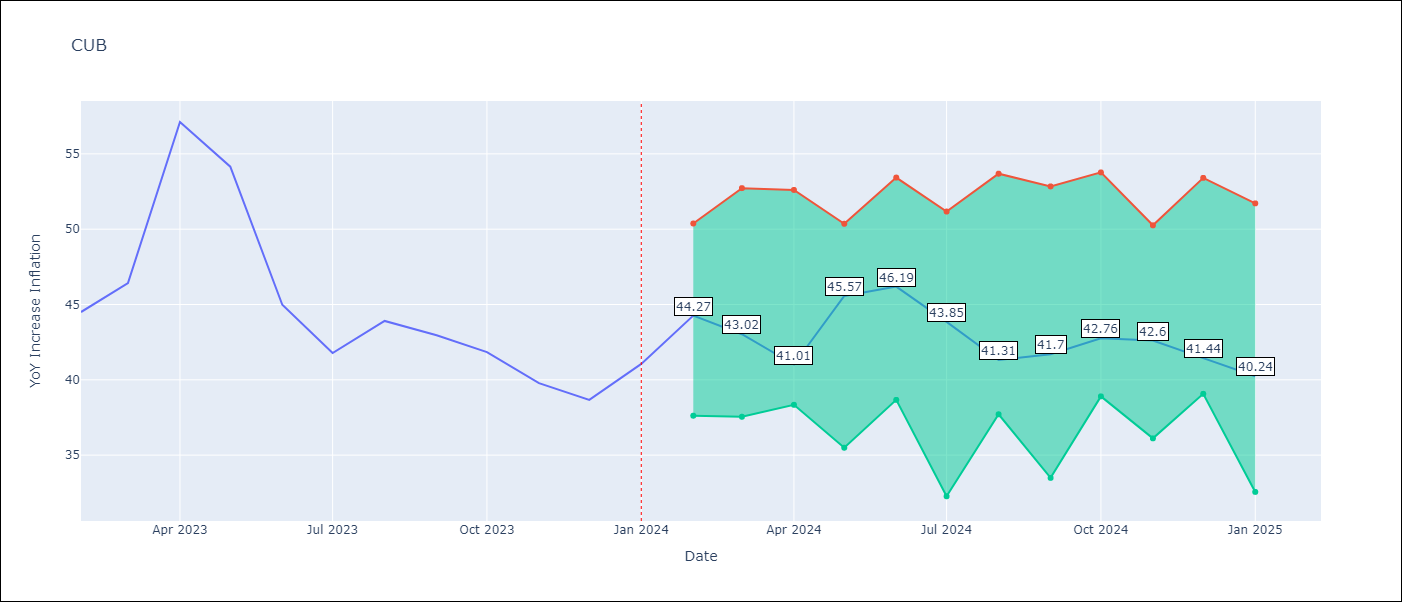 CUB
YoY Increase Inflation
55
50
45
40
35
44.27
43.02
41.01
45.57
46.19
43.85
41.31
41.7
42.76
42.6
41.44
40.24
Apr 2023
Jul 2023
Oct 2023
Jan 2024
Apr 2024
Jul 2024
Oct 2024
Jan 2025
Date